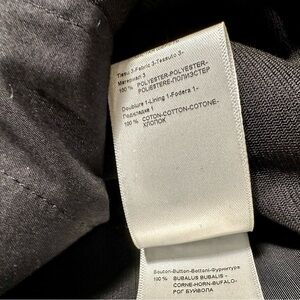 Tissu 3-Fabric 3-Tessuto 3-
Материал 3
100 % POLYESTER-POLYESTER-
POLIESTERE-ПОЛИЭСТЕР
Doublure 1-Lining 1-Fodera 1-
Подкладка 1
100 % COTON-COTTON-COTONE-
ХЛОПОК
Bouton-Button-Bottoni-Фурнитура
100 % BUBALUS BUBALIS -
CORNE-HORN-BUFALO-
РОГ БУЙВОЛА